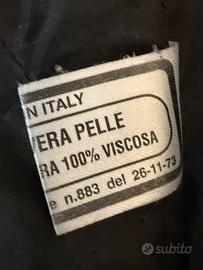 N ITALY
VERA PELLE
RA 100% VISCOSA
e n.883 del 26-11-73
subito